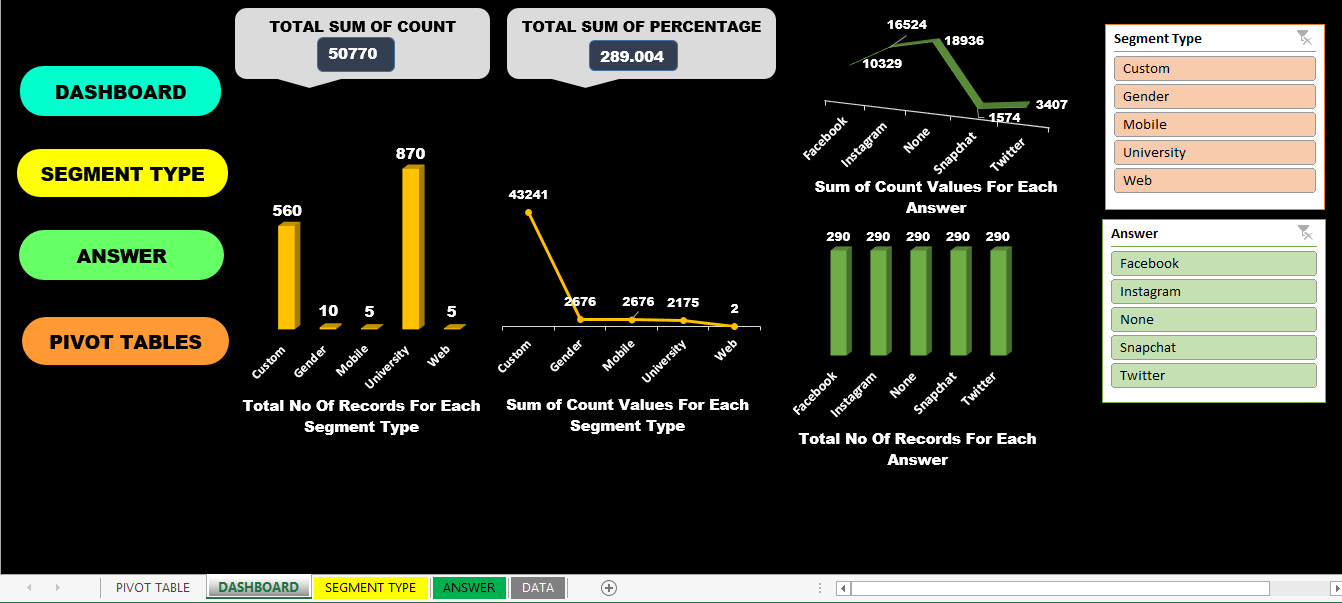 TOTAL SUM OF COUNT
50770
TOTAL SUM OF PERCENTAGE
289.004
DASHBOARD
SEGMENT TYPE
ANSWER
PIVOT TABLES
870
560
10
5
5
Custom
Gender
Mobile
University
Web
Total No Of Records For Each
Segment Type
43241
2676
2676
2175
2
Custom
Gender
Mobile
University
Web
Sum of Count Values For Each
Segment Type
16524
18936
10329
3407
1574
Facebook
Instagram
None
Snapchat
Twitter
Sum of Count Values For Each
Answer
290
290
290
290
290
Facebook
Instagram
None
Snapchat
Twitter
Total No Of Records For Each
Answer
Segment Type
Custom
Gender
Mobile
University
Web
Answer
Facebook
Instagram
None
Snapchat
Twitter
PIVOT TABLE
DASHBOARD
SEGMENT TYPE
ANSWER
DATA